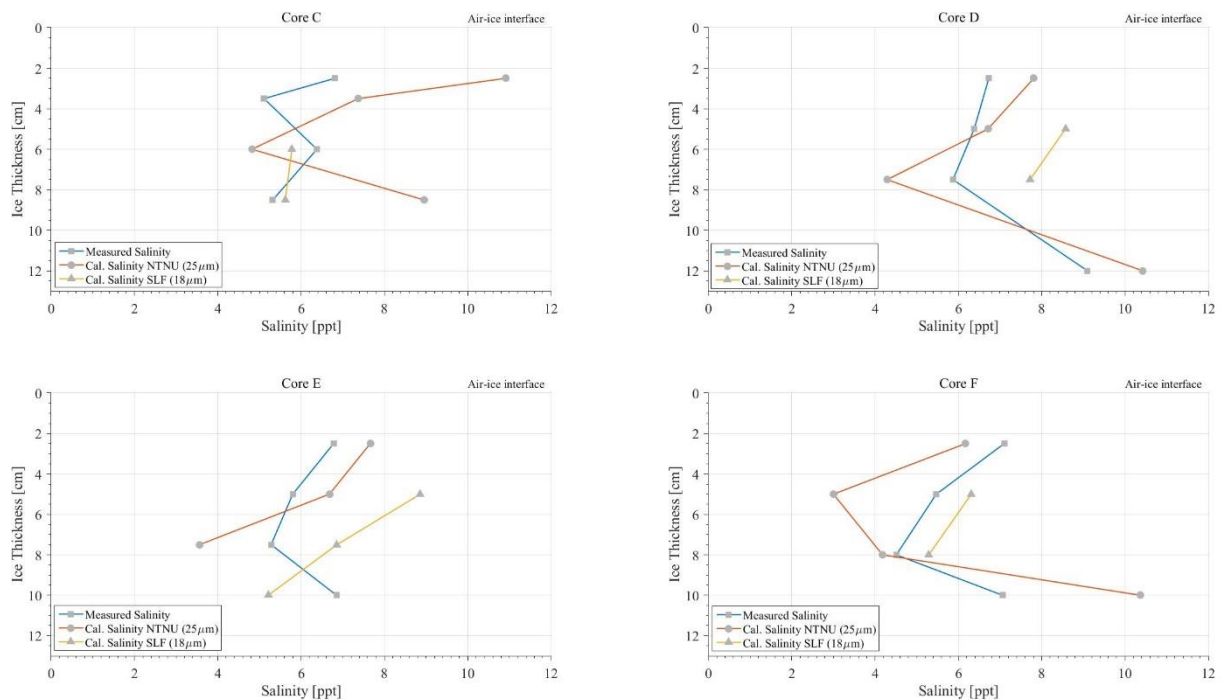 Core C
Air-ice interface
0
2
4
6
8
10
12
Ice Thickness [cm]
Measured Salinity
Cal. Salinity NTNU (25μm)
Cal. Salinity SLF (18μm)
0 2 4 6 8 10 12
Salinity [ppt]
Core D
Air-ice interface
0
2
4
6
8
10
12
Ice Thickness [cm]
Measured Salinity
Cal. Salinity NTNU (25μm)
Cal. Salinity SLF (18μm)
0 2 4 6 8 10 12
Salinity [ppt]
Core E
Air-ice interface
0
2
4
6
8
10
12
Ice Thickness [cm]
Measured Salinity
Cal. Salinity NTNU (25μm)
Cal. Salinity SLF (18μm)
0 2 4 6 8 10 12
Salinity [ppt]
Core F
Air-ice interface
0
2
4
6
8
10
12
Ice Thickness [cm]
Measured Salinity
Cal. Salinity NTNU (25μm)
Cal. Salinity SLF (18μm)
0 2 4 6 8 10 12
Salinity [ppt]